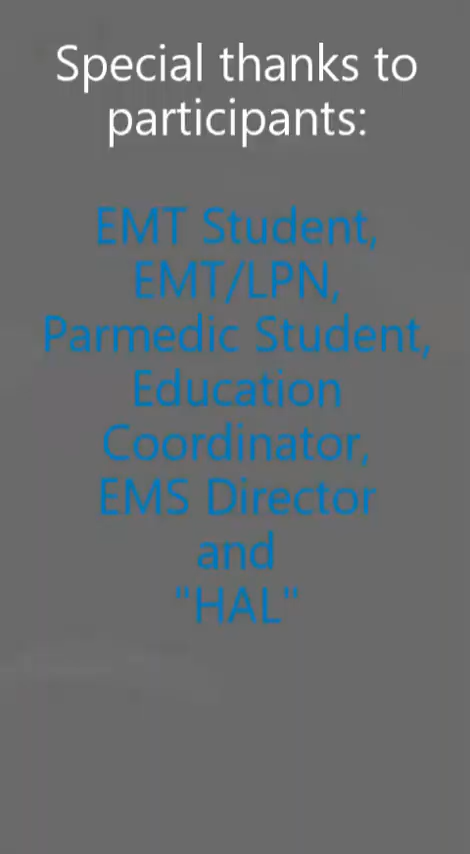 Special thanks to
participants:
EMT Student,
EMT/LPN,
Parmedic Student,
Education
Coordinator,
EMS Director
and
"HAL"